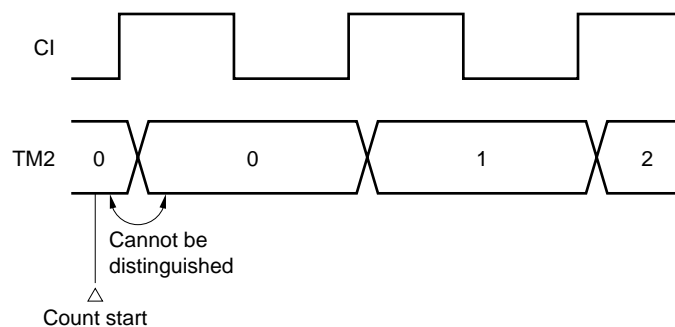 CI
TM2 0 0 1 2
Cannot be
distinguished
Count start